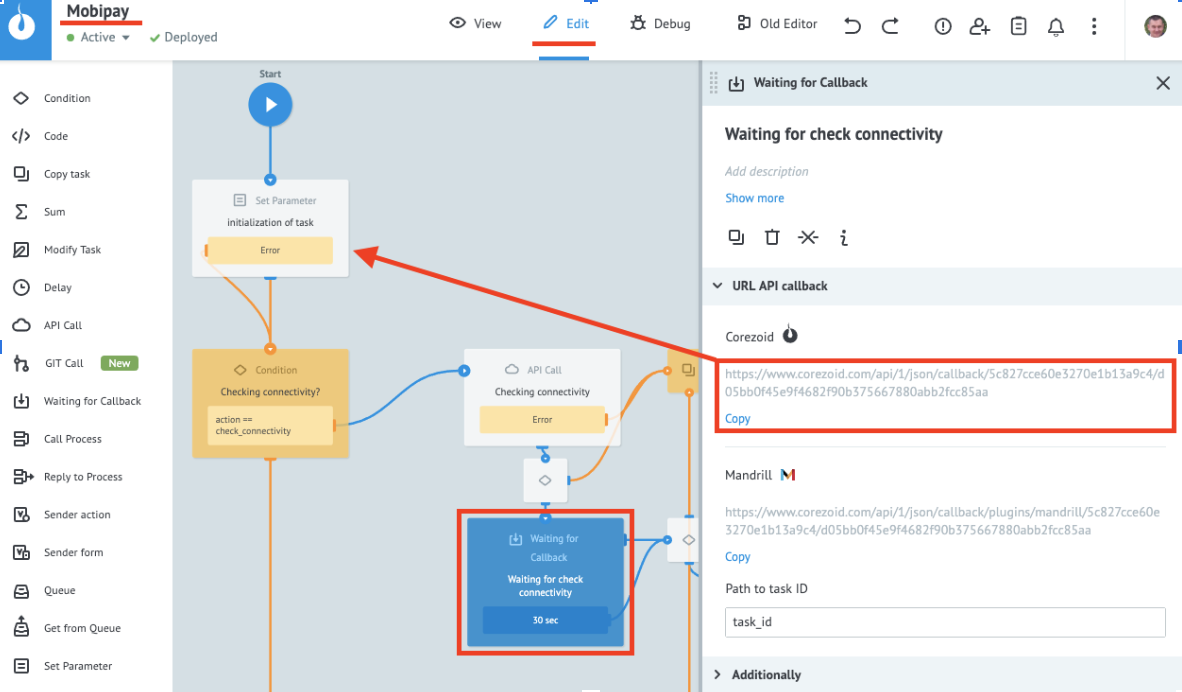 Mobipay
Active
Deployed
View
Edit
Debug
Old Editor
Condition
Code
Copy task
Sum
Modify Task
Delay
API Call
GIT Call New
Waiting for Callback
Call Process
Reply to Process
Sender action
Sender form
Queue
Get from Queue
Set Parameter
Start
Set Parameter
initialization of task
Error
Condition
Checking connectivity?
action ==
check_connectivity
API Call
Checking connectivity
Error
Waiting for
Callback
Waiting for check
connectivity
30 sec
Waiting for Callback
Waiting for check connectivity
Add description
Show more
URL API callback
Corezoid
https://www.corezoid.com/api/1/json/callback/5c827cce60e3270e1b13a9c4/d
05bb0f45e9f4682f90b375667880abb2fcc85aa
Copy
Mandrill
https://www.corezoid.com/api/1/json/callback/plugins/mandrill/5c827cce60e
3270e1b13a9c4/d05bb0f45e9f4682f90b375667880abb2fcc85aa
Copy
Path to task ID
task_id
Additionally